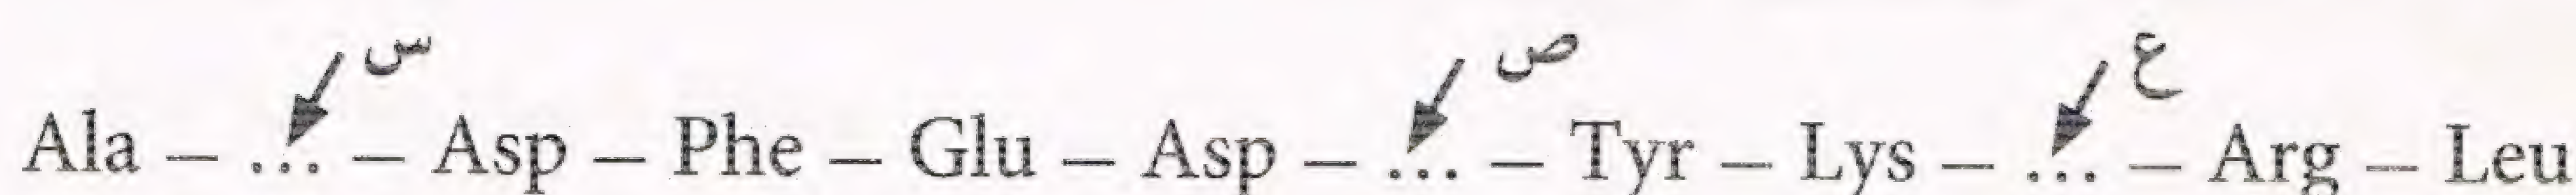 س ص ع
Ala – ... – Asp – Phe – Glu – Asp – ... – Tyr – Lys – ... – Arg – Leu